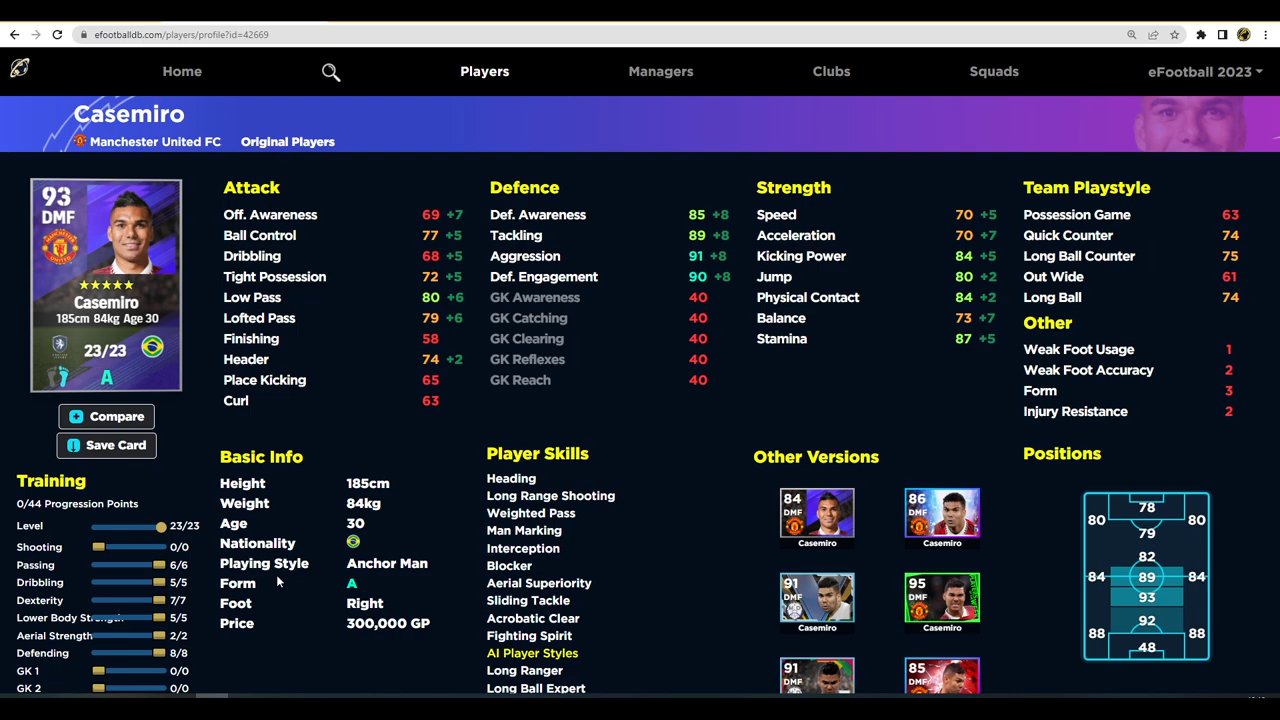 efootballdb.com/players/profile?id=42669
Home
Players
Managers
Clubs
Squads
eFootball 2023
Casemiro
Manchester United FC
Original Players
93
DMF
Casemiro
185cm 84kg Age 30
23/23
A
Compare
Save Card
Attack
Off. Awareness 69 +7
Ball Control 77 +5
Dribbling 68 +5
Tight Possession 72 +5
Low Pass 80 +6
Lofted Pass 79 +6
Finishing 58
Header 74 +2
Place Kicking 65
Curl 63
Defence
Def. Awareness 85 +8
Tackling 89 +8
Aggression 91 +8
Def. Engagement 90 +8
GK Awareness 40
GK Catching 40
GK Clearing 40
GK Reflexes 40
GK Reach 40
Strength
Speed 70 +5
Acceleration 70 +7
Kicking Power 84 +5
Jump 80 +2
Physical Contact 84 +2
Balance 73 +7
Stamina 87 +5
Team Playstyle
Possession Game 63
Quick Counter 74
Long Ball Counter 75
Out Wide 61
Long Ball 74
Other
Weak Foot Usage 1
Weak Foot Accuracy 2
Form 3
Injury Resistance 2
Training
0/44 Progression Points
Level 23/23
Shooting 0/0
Passing 6/6
Dribbling 5/5
Dexterity 7/7
Lower Body Strength 5/5
Aerial Strength 2/2
Defending 8/8
GK 1 0/0
GK 2 0/0
Basic Info
Height 185cm
Weight 84kg
Age 30
Nationality
Playing Style Anchor Man
Form A
Foot Right
Price 300,000 GP
Player Skills
Heading
Long Range Shooting
Weighted Pass
Man Marking
Interception
Blocker
Aerial Superiority
Sliding Tackle
Acrobatic Clear
Fighting Spirit
AI Player Styles
Long Ranger
Long Ball Expert
Other Versions
84
DMF
Casemiro
86
DMF
Casemiro
91
DMF
Casemiro
95
DMF
Casemiro
91
DMF
85
DMF
Positions
78
80 80
79
82
84 89 84
93
92
88 88
48